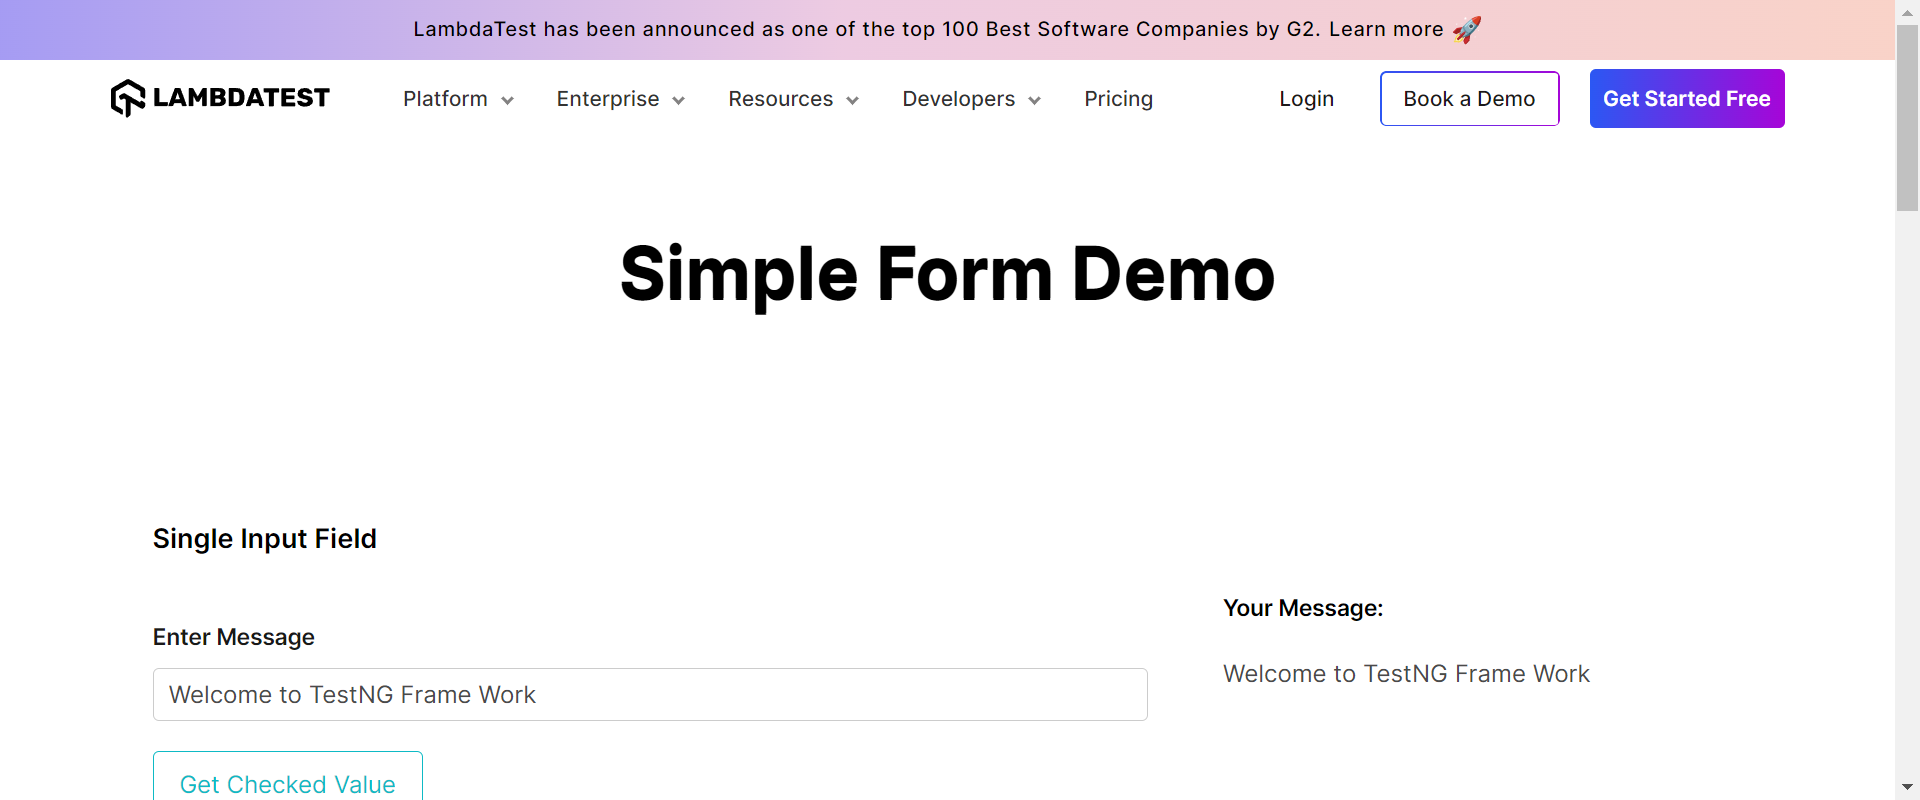 LambdaTest has been announced as one of the top 100 Best Software Companies by G2. Learn more 🚀
LAMBDATEST Platform Enterprise Resources Developers Pricing Login Book a Demo Get Started Free
Simple Form Demo
Single Input Field
Your Message:
Enter Message
Welcome to TestNG Frame Work
Welcome to TestNG Frame Work
Get Checked Value